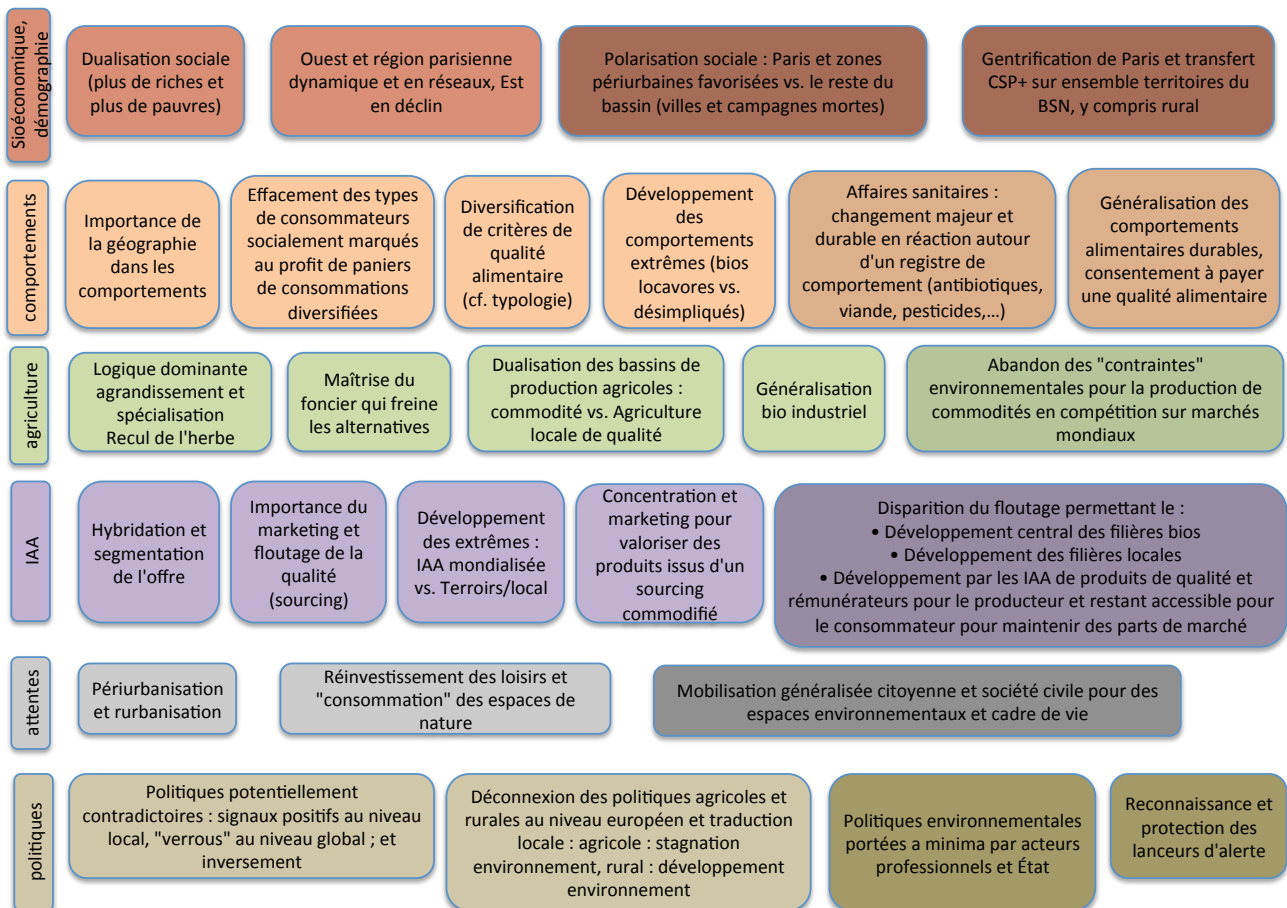 Sioéconomique,
démographie
Dualisation sociale
(plus de riches et
plus de pauvres)
Ouest et région parisienne
dynamique et en réseaux, Est
en déclin
Polarisation sociale : Paris et zones
périurbaines favorisées vs. le reste du
bassin (villes et campagnes mortes)
Gentrification de Paris et transfert
CSP+ sur ensemble territoires du
BSN, y compris rural
comportements
Importance de
la géographie
dans les
comportements
Effacement des types
de consommateurs
socialement marqués
au profit de paniers
de consommations
diversifiées
Diversification
de critères de
qualité
alimentaire
(cf. typologie)
Développement
des
comportements
extrêmes (bios
locavores vs.
désimpliqués)
Affaires sanitaires :
changement majeur et
durable en réaction autour
d'un registre de
comportement (antibiotiques,
viande, pesticides,...)
Généralisation des
comportements
alimentaires durables,
consentement à payer
une qualité alimentaire
agriculture
Logique dominante
agrandissement et
spécialisation
Recul de l'herbe
Maîtrise du
foncier qui freine
les alternatives
Dualisation des bassins de
production agricoles :
commodité vs. Agriculture
locale de qualité
Généralisation
bio industriel
Abandon des "contraintes"
environnementales pour la production de
commodités en compétition sur marchés
mondiaux
IAA
Hybridation et
segmentation
de l'offre
Importance du
marketing et
floutage de la
qualité
(sourcing)
Développement
des extrêmes :
IAA mondialisée
vs. Terroirs/local
Concentration et
marketing pour
valoriser des
produits issus d'un
sourcing
commodifié
Disparition du floutage permettant le :
• Développement central des filières bios
• Développement des filières locales
• Développement par les IAA de produits de qualité et
rémunérateurs pour le producteur et restant accessible pour
le consommateur pour maintenir des parts de marché
attentes
Périurbanisation
et rurbanisation
Réinvestissement des loisirs et
"consommation" des espaces de
nature
Mobilisation généralisée citoyenne et société civile pour des
espaces environnementaux et cadre de vie
politiques
Politiques potentiellement
contradictoires : signaux positifs au niveau
local, "verrous" au niveau global ; et
inversement
Déconnexion des politiques agricoles et
rurales au niveau européen et traduction
locale : agricole : stagnation
environnement, rural : développement
environnement
Politiques environnementales
portées a minima par acteurs
professionnels et État
Reconnaissance et
protection des
lanceurs d'alerte